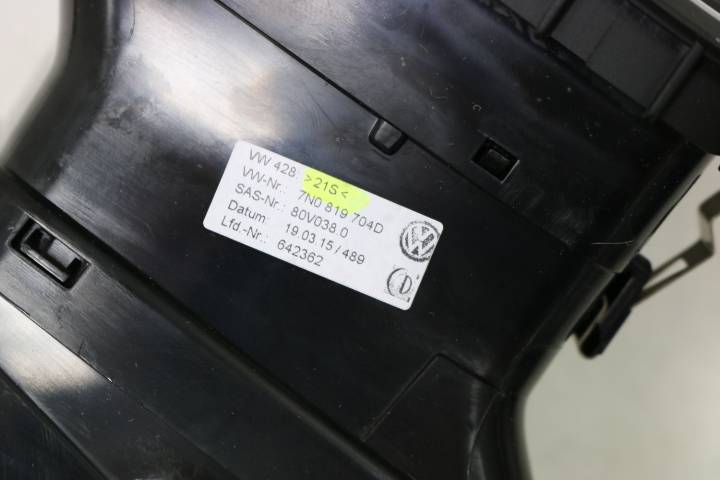 VW 428 >21S<
VW-Nr.: 7N0 819 704D
SAS-Nr.: 80V038.0
Datum: 19.03.15 / 489
Lfd.-Nr.: 642362